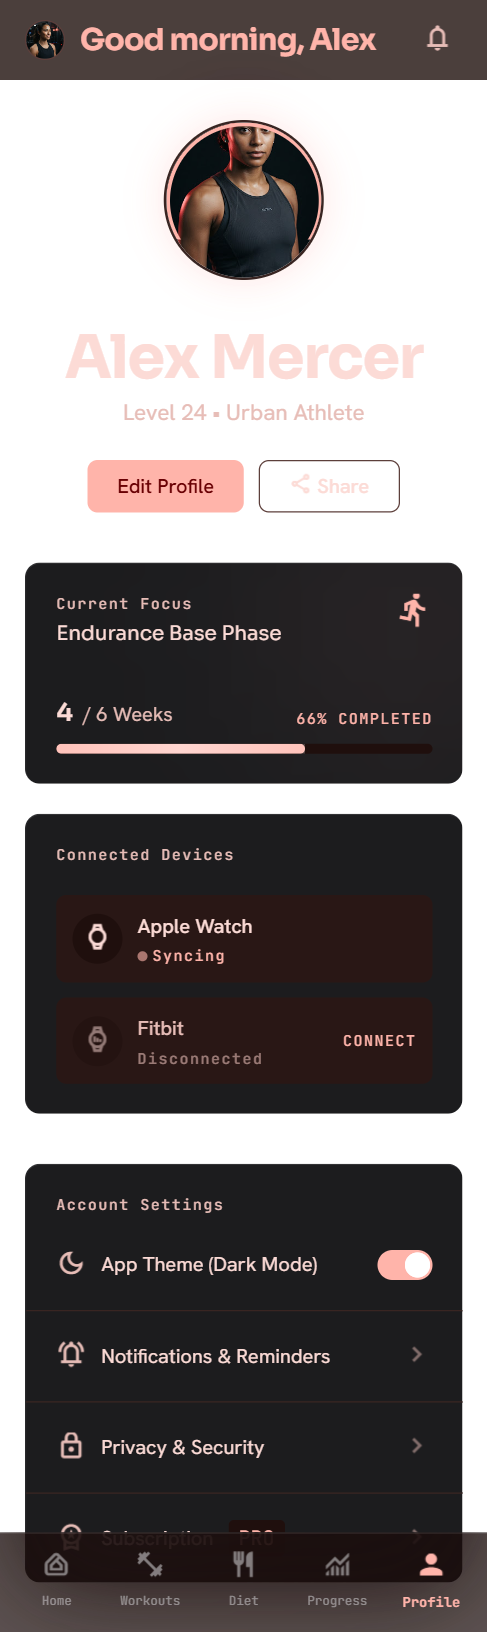 Good morning, Alex
Alex Mercer
Level 24 • Urban Athlete
Edit Profile
Share
Current Focus
Endurance Base Phase
4 / 6 Weeks
66% COMPLETED
Connected Devices
Apple Watch
Syncing
Fitbit
Disconnected
CONNECT
Account Settings
App Theme (Dark Mode)
Notifications & Reminders
Privacy & Security
Subscription PRO
Home
Workouts
Diet
Progress
Profile